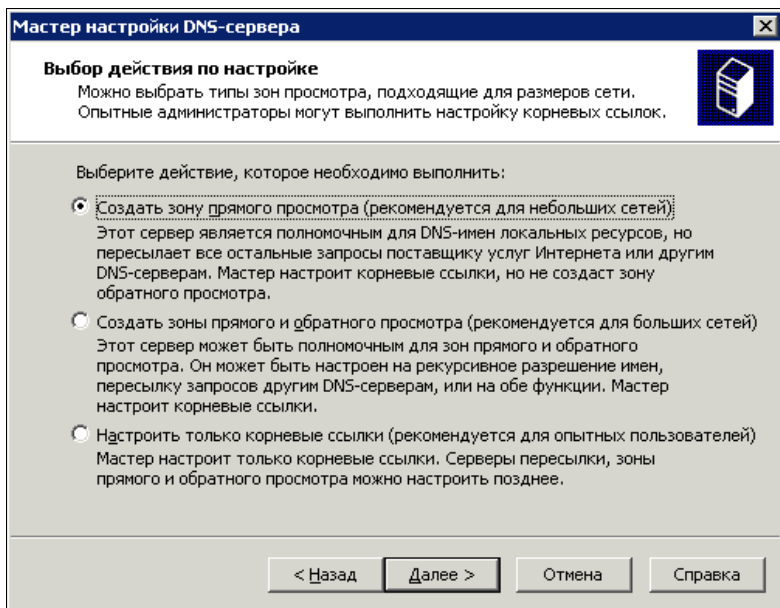 Мастер настройки DNS-сервера
Выбор действия по настройке
Можно выбрать типы зон просмотра, подходящие для размеров сети.
Опытные администраторы могут выполнить настройку корневых ссылок.
Выберите действие, которое необходимо выполнить:
Создать зону прямого просмотра (рекомендуется для небольших сетей)
Этот сервер является полномочным для DNS-имен локальных ресурсов, но
пересылает все остальные запросы поставщику услуг Интернета или другим
DNS-серверам. Мастер настроит корневые ссылки, но не создаст зону
обратного просмотра.
Создать зоны прямого и обратного просмотра (рекомендуется для больших сетей)
Этот сервер может быть полномочным для зон прямого и обратного
просмотра. Он может быть настроен на рекурсивное разрешение имен,
пересылку запросов другим DNS-серверам, или на обе функции. Мастер
настроит корневые ссылки.
Настроить только корневые ссылки (рекомендуется для опытных пользователей)
Мастер настроит только корневые ссылки. Серверы пересылки, зоны
прямого и обратного просмотра можно настроить позднее.
< Назад Далее > Отмена Справка